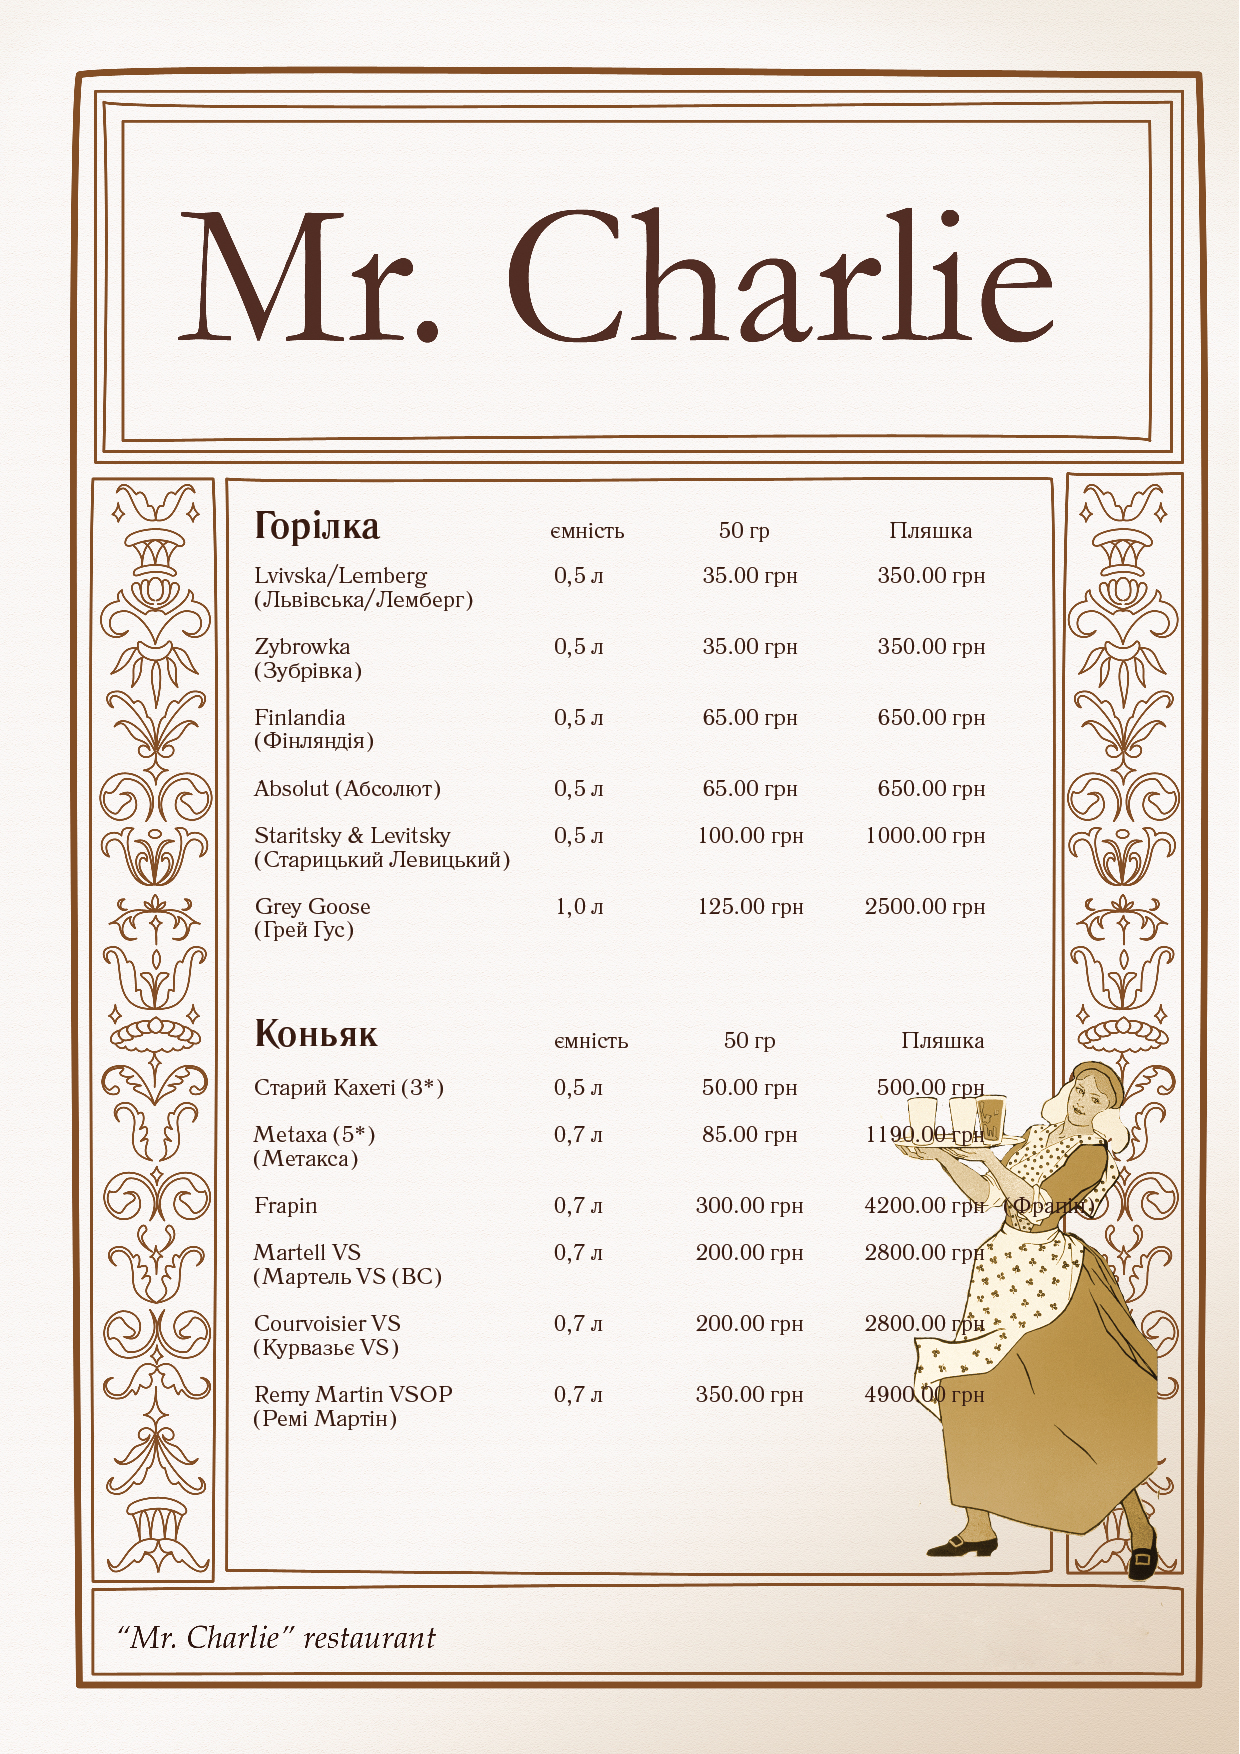 Mr. Charlie
Горілка ємність 50 гр Пляшка
Lvivska/Lemberg 0,5 л 35.00 грн 350.00 грн
(Львівська/Лемберг)
Zybrowka 0,5 л 35.00 грн 350.00 грн
(Зубрівка)
Finlandia 0,5 л 65.00 грн 650.00 грн
(Фінляндія)
Absolut (Абсолют) 0,5 л 65.00 грн 650.00 грн
Staritsky & Levitsky 0,5 л 100.00 грн 1000.00 грн
(Старицький Левицький)
Grey Goose 1,0 л 125.00 грн 2500.00 грн
(Ґрей Гус)
Коньяк ємність 50 гр Пляшка
Старий Кахеті (3*) 0,5 л 50.00 грн 500.00 грн
Metaxa (5*) 0,7 л 85.00 грн 1190.00 грн
(Метакса)
Frapin 0,7 л 300.00 грн 4200.00 грн (Фрапін)
Martell VS 0,7 л 200.00 грн 2800.00 грн
(Мартель VS (ВС)
Courvoisier VS 0,7 л 200.00 грн 2800.00 грн
(Курвазьє VS)
Remy Martin VSOP 0,7 л 350.00 грн 4900.00 грн
(Ремі Мартін)
“Mr. Charlie” restaurant